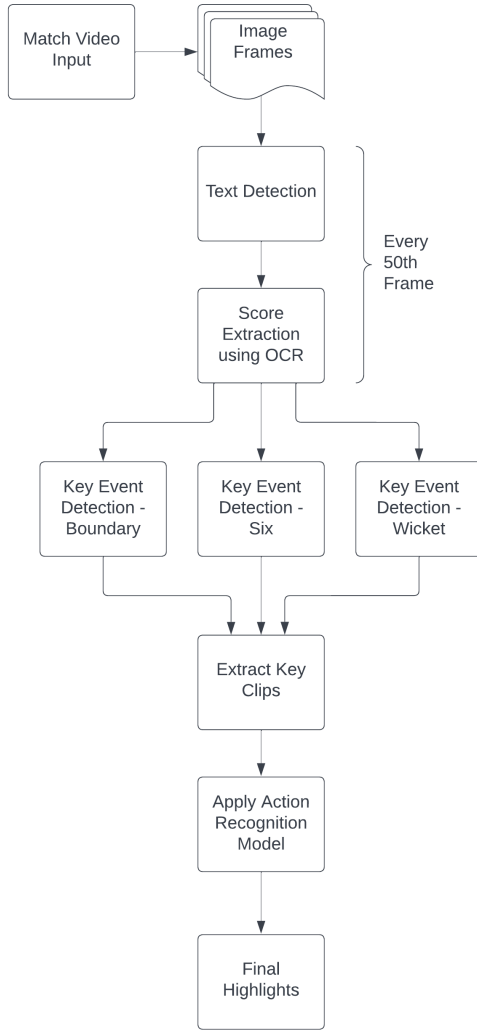 Match Video
Input
Image
Frames
Text Detection
Every
50th
Frame
Score
Extraction
using OCR
Key Event
Detection -
Boundary
Key Event
Detection -
Six
Key Event
Detection -
Wicket
Extract Key
Clips
Apply Action
Recognition
Model
Final
Highlights